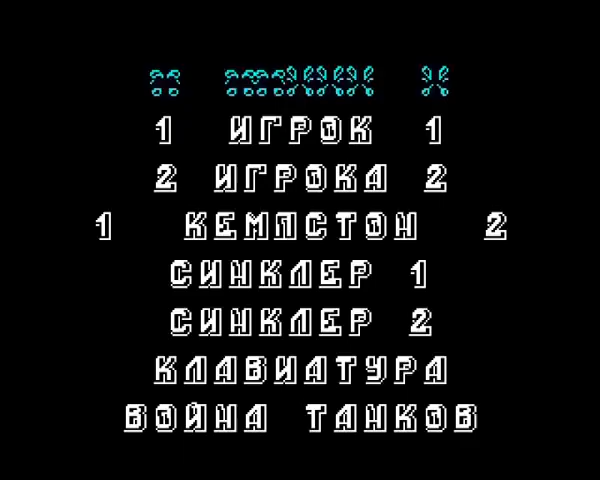 1 ИГРОК 1
2 ИГРОКА 2
1 КЕМПСТОН 2
СИНКЛЕР 1
СИНКЛЕР 2
КЛАВИАТУРА
ВОЙНА ТАНКОВ